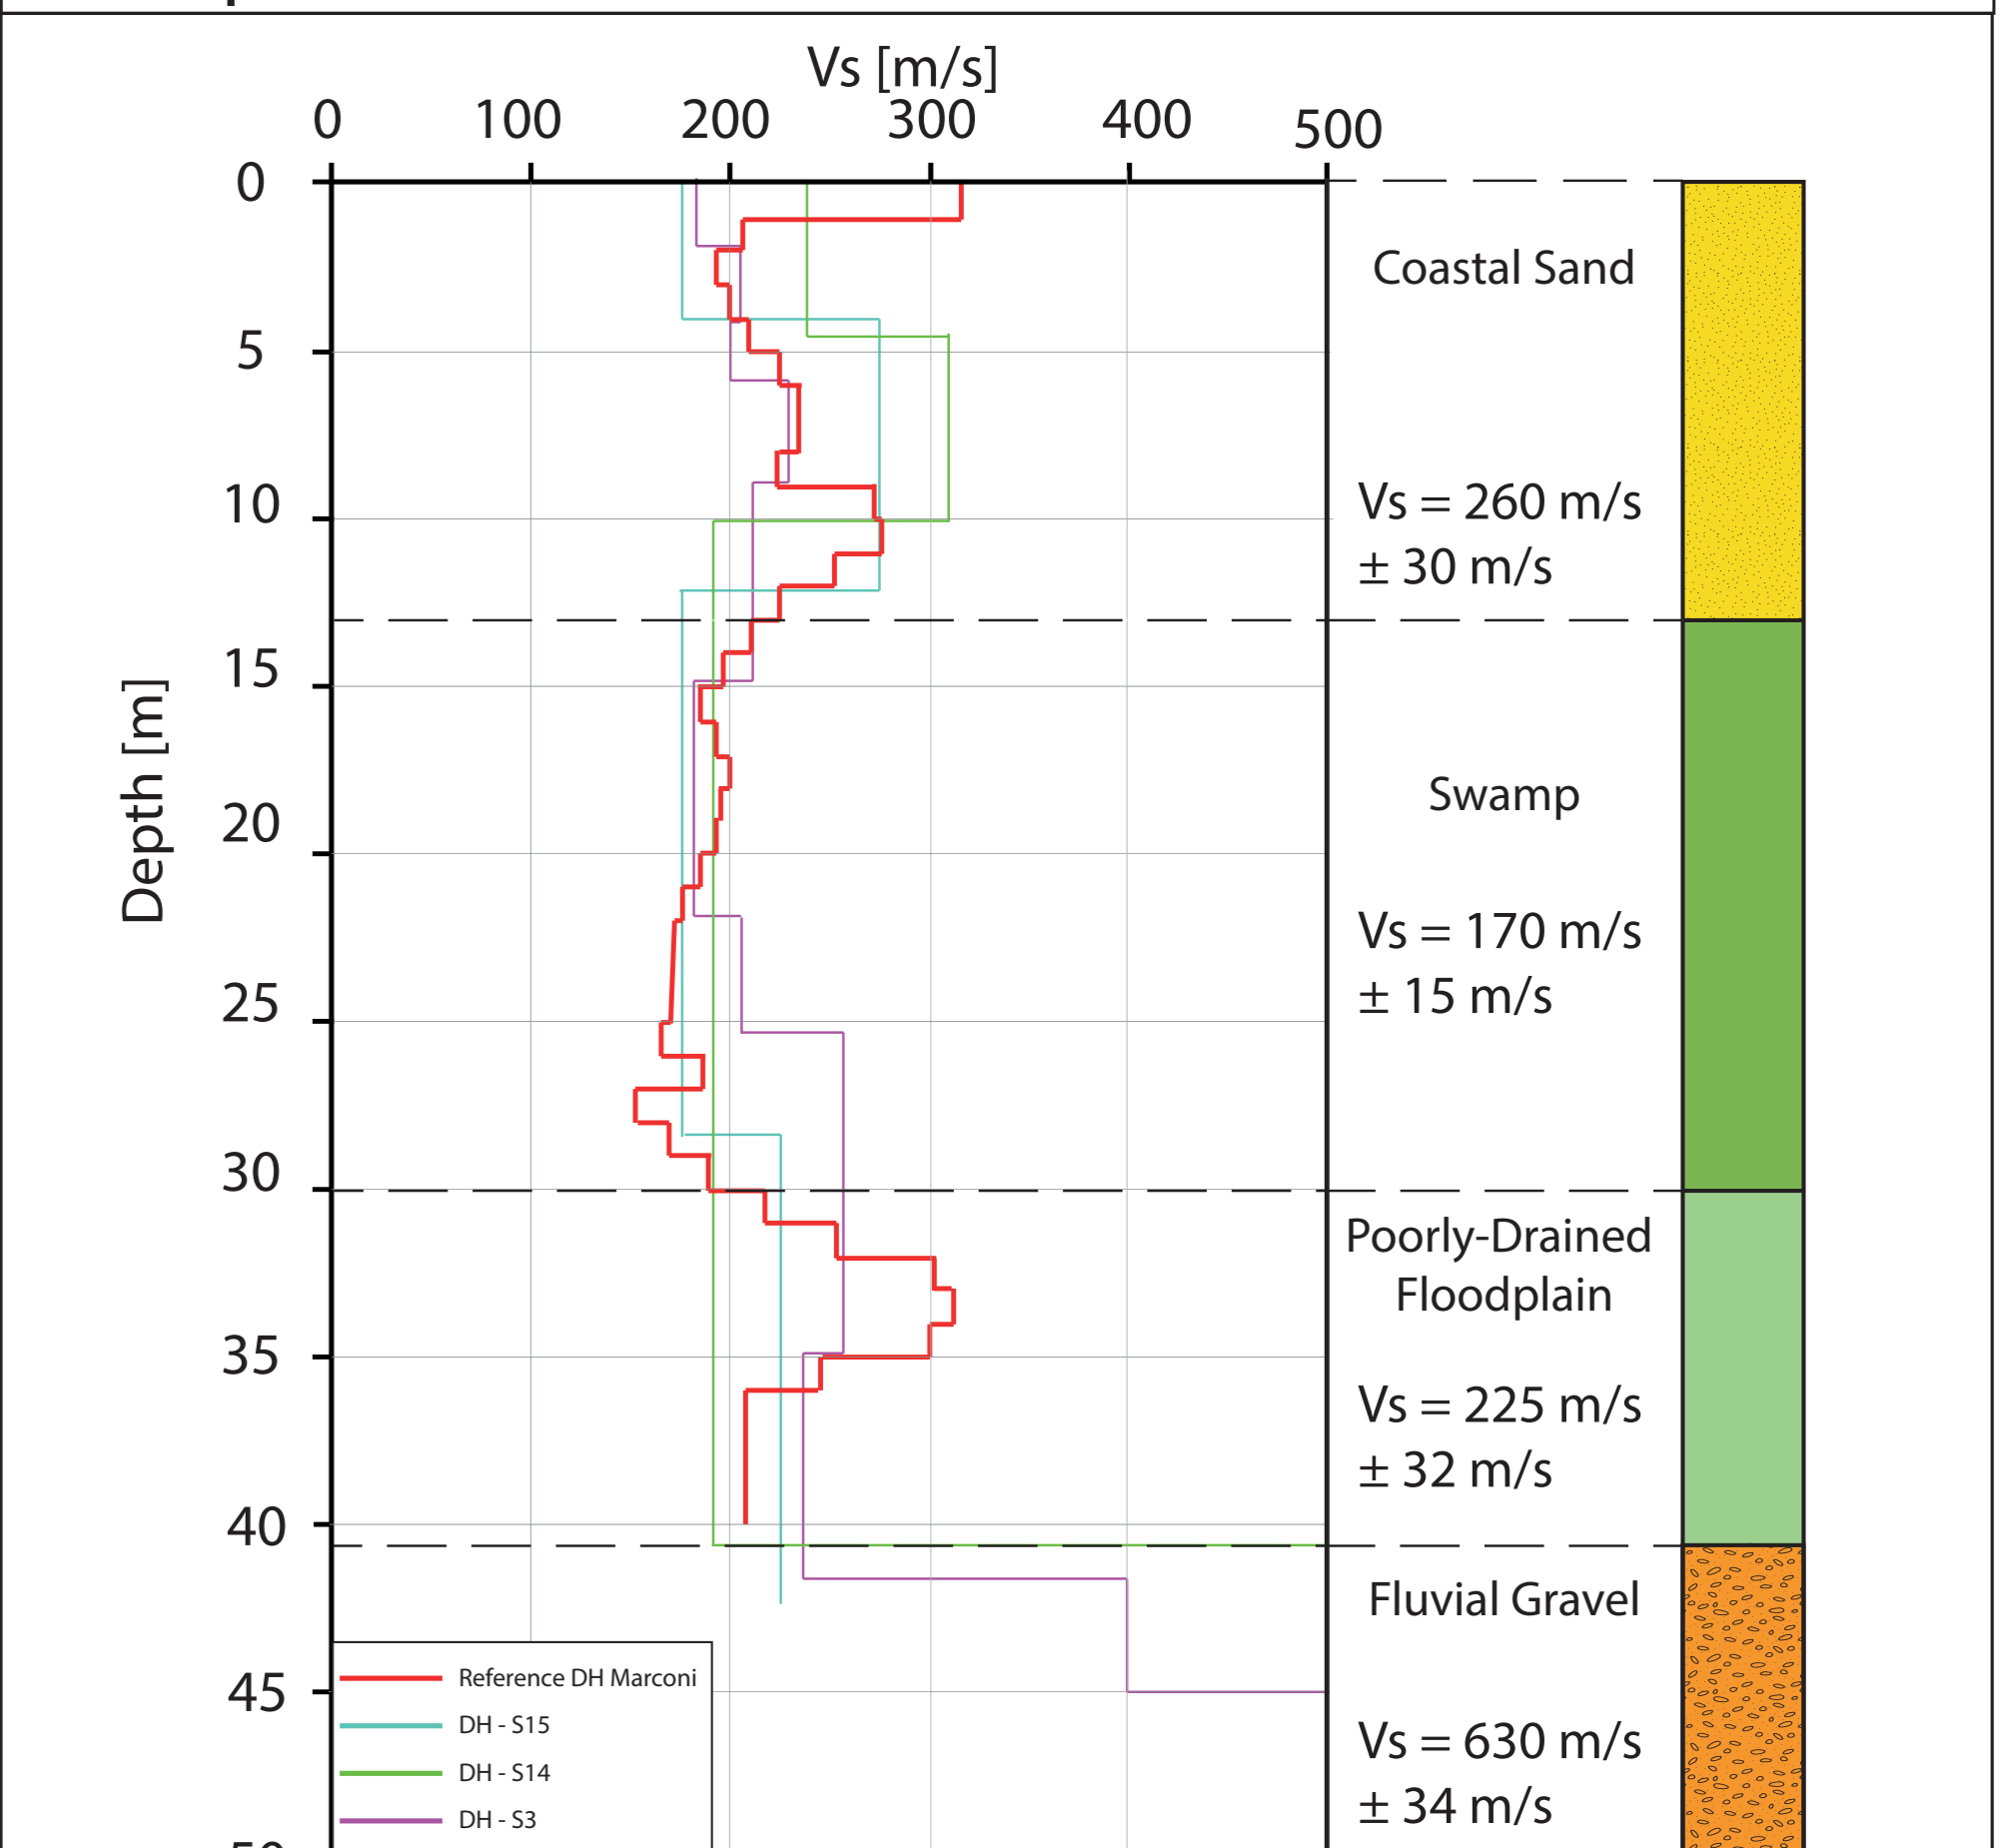 Vs [m/s]
0 100 200 300 400 500
0
5
10
15
20
25
30
35
40
45
Depth [m]
Coastal Sand
Vs = 260 m/s
± 30 m/s
Swamp
Vs = 170 m/s
± 15 m/s
Poorly-Drained
Floodplain
Vs = 225 m/s
± 32 m/s
Fluvial Gravel
Vs = 630 m/s
± 34 m/s
Reference DH Marconi
DH - S15
DH - S14
DH - S3